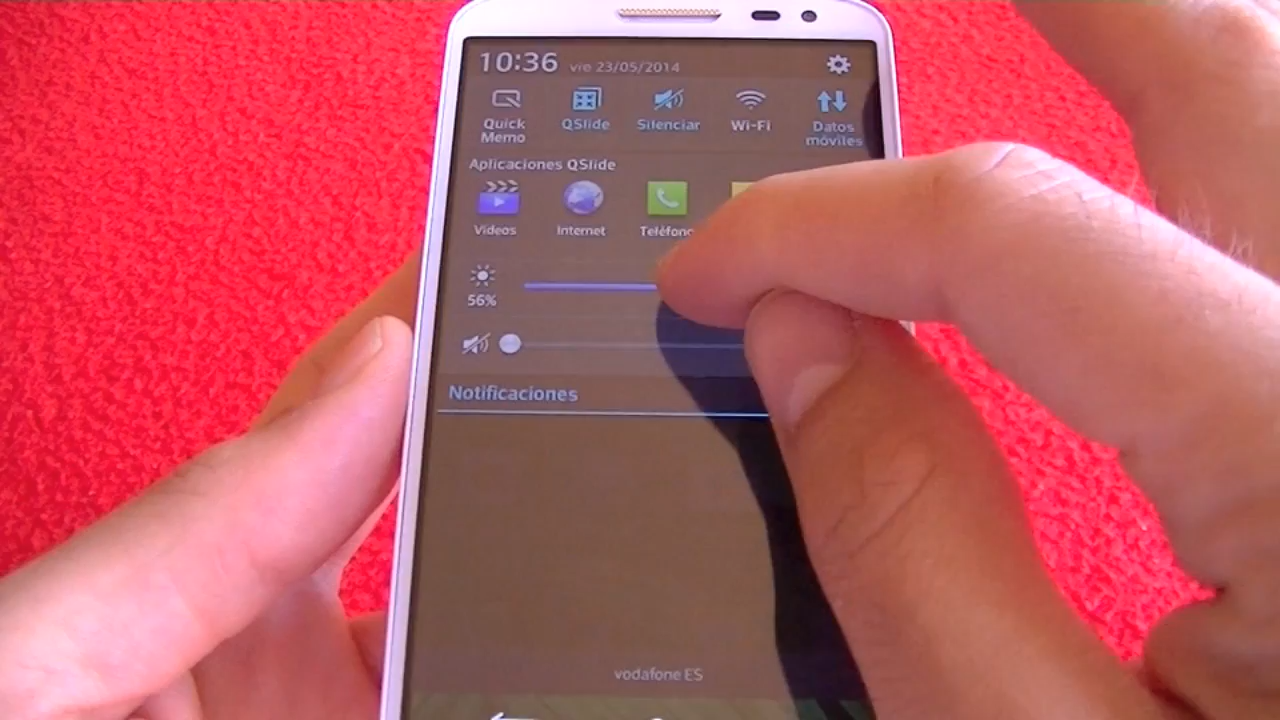 10:36 vie 23/05/2014
Quick Memo QSlide Silenciar Wi-Fi Datos móviles
Aplicaciones QSlide
Videos Internet Teléfono
56%
Notificaciones
vodafone ES